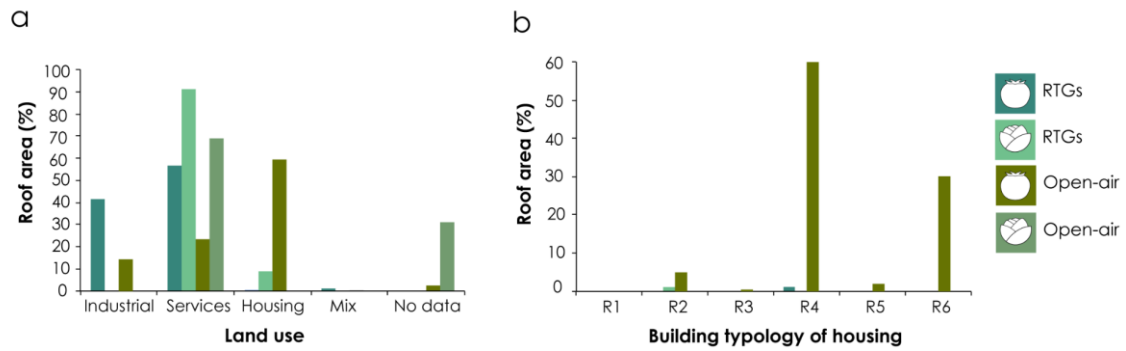 a
Roof area (%)
100
90
80
70
60
50
40
30
20
10
0
Industrial Services Housing Mix No data
Land use
b
Roof area (%)
60
50
40
30
20
10
0
R1 R2 R3 R4 R5 R6
Building typology of housing
RTGs
RTGs
Open-air
Open-air